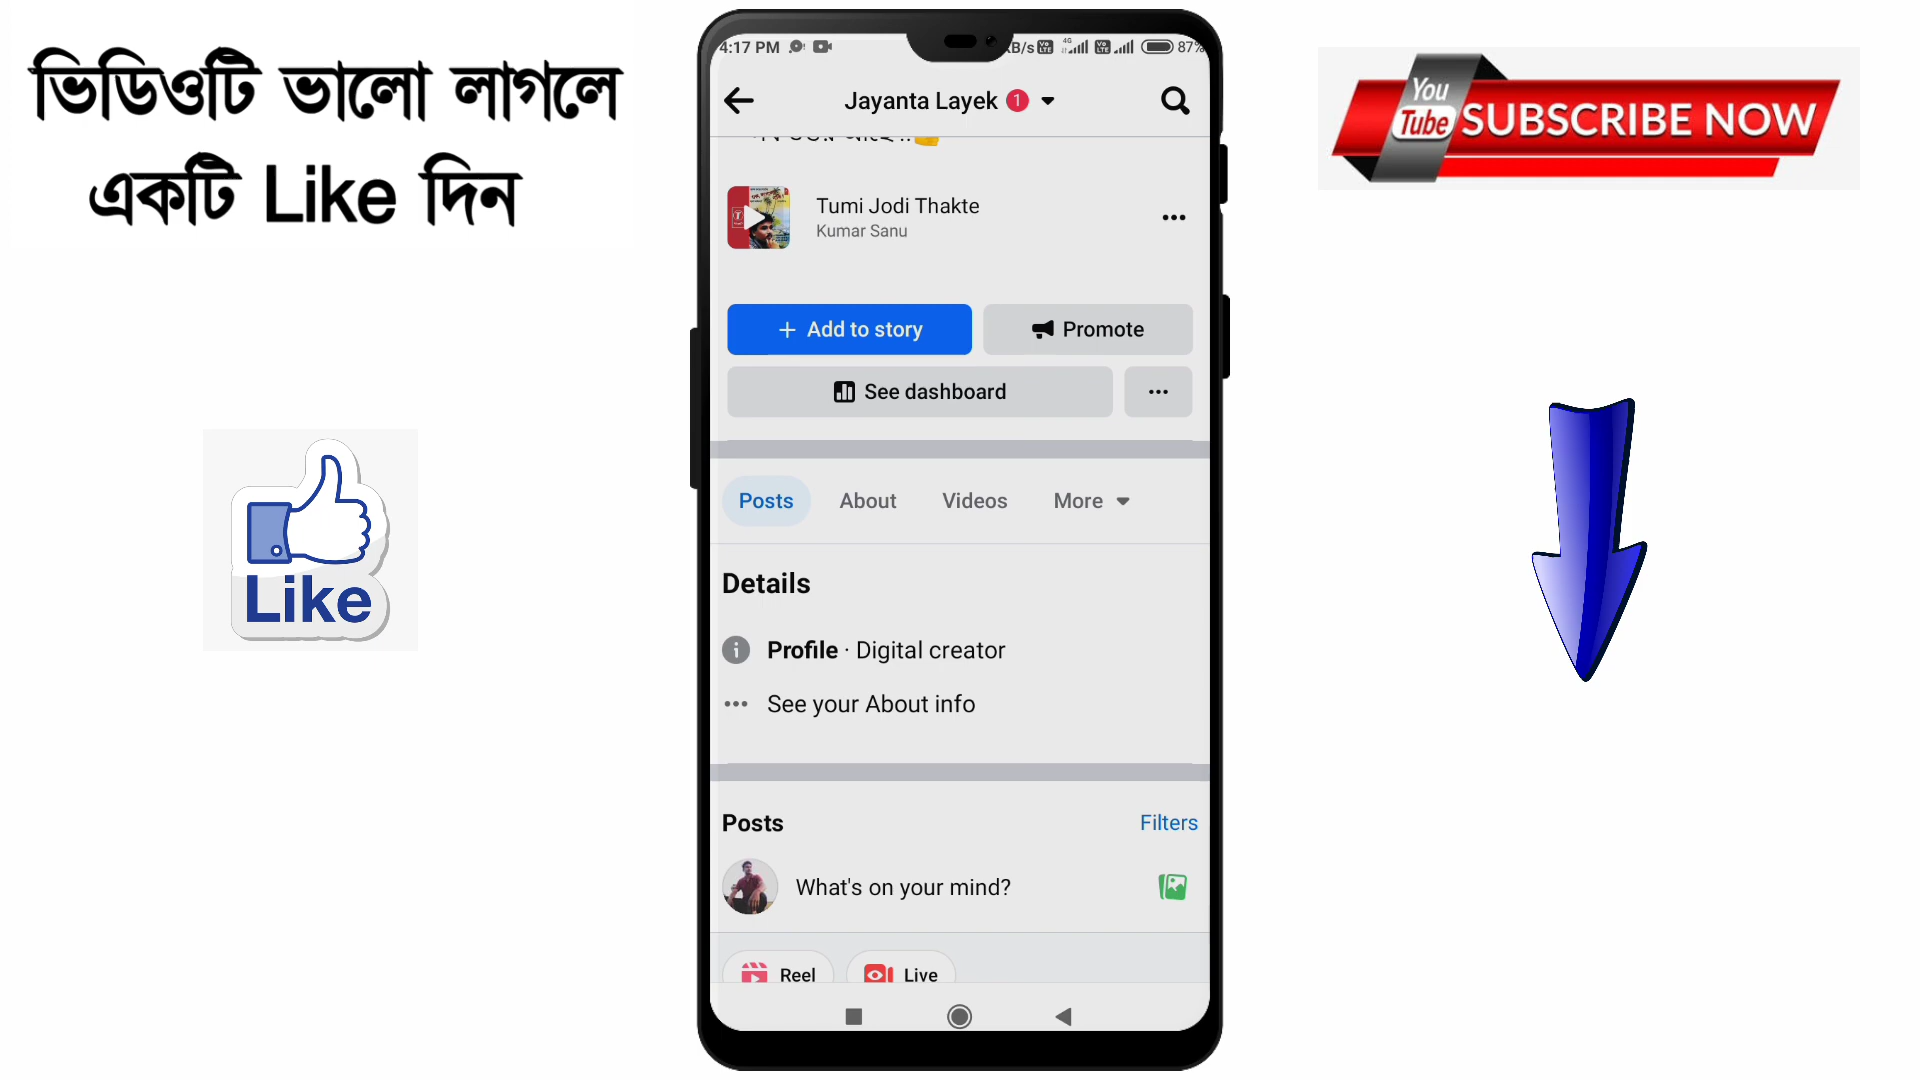 ভিডিওটি ভালো লাগলে
একটি Like দিন
Like
4:17 PM
B/s
4G
87%
Jayanta Layek 1
Tumi Jodi Thakte
Kumar Sanu
+ Add to story
Promote
See dashboard
Posts
About
Videos
More
Details
Profile · Digital creator
See your About info
Posts
Filters
What's on your mind?
Reel
Live
You
Tube
SUBSCRIBE NOW